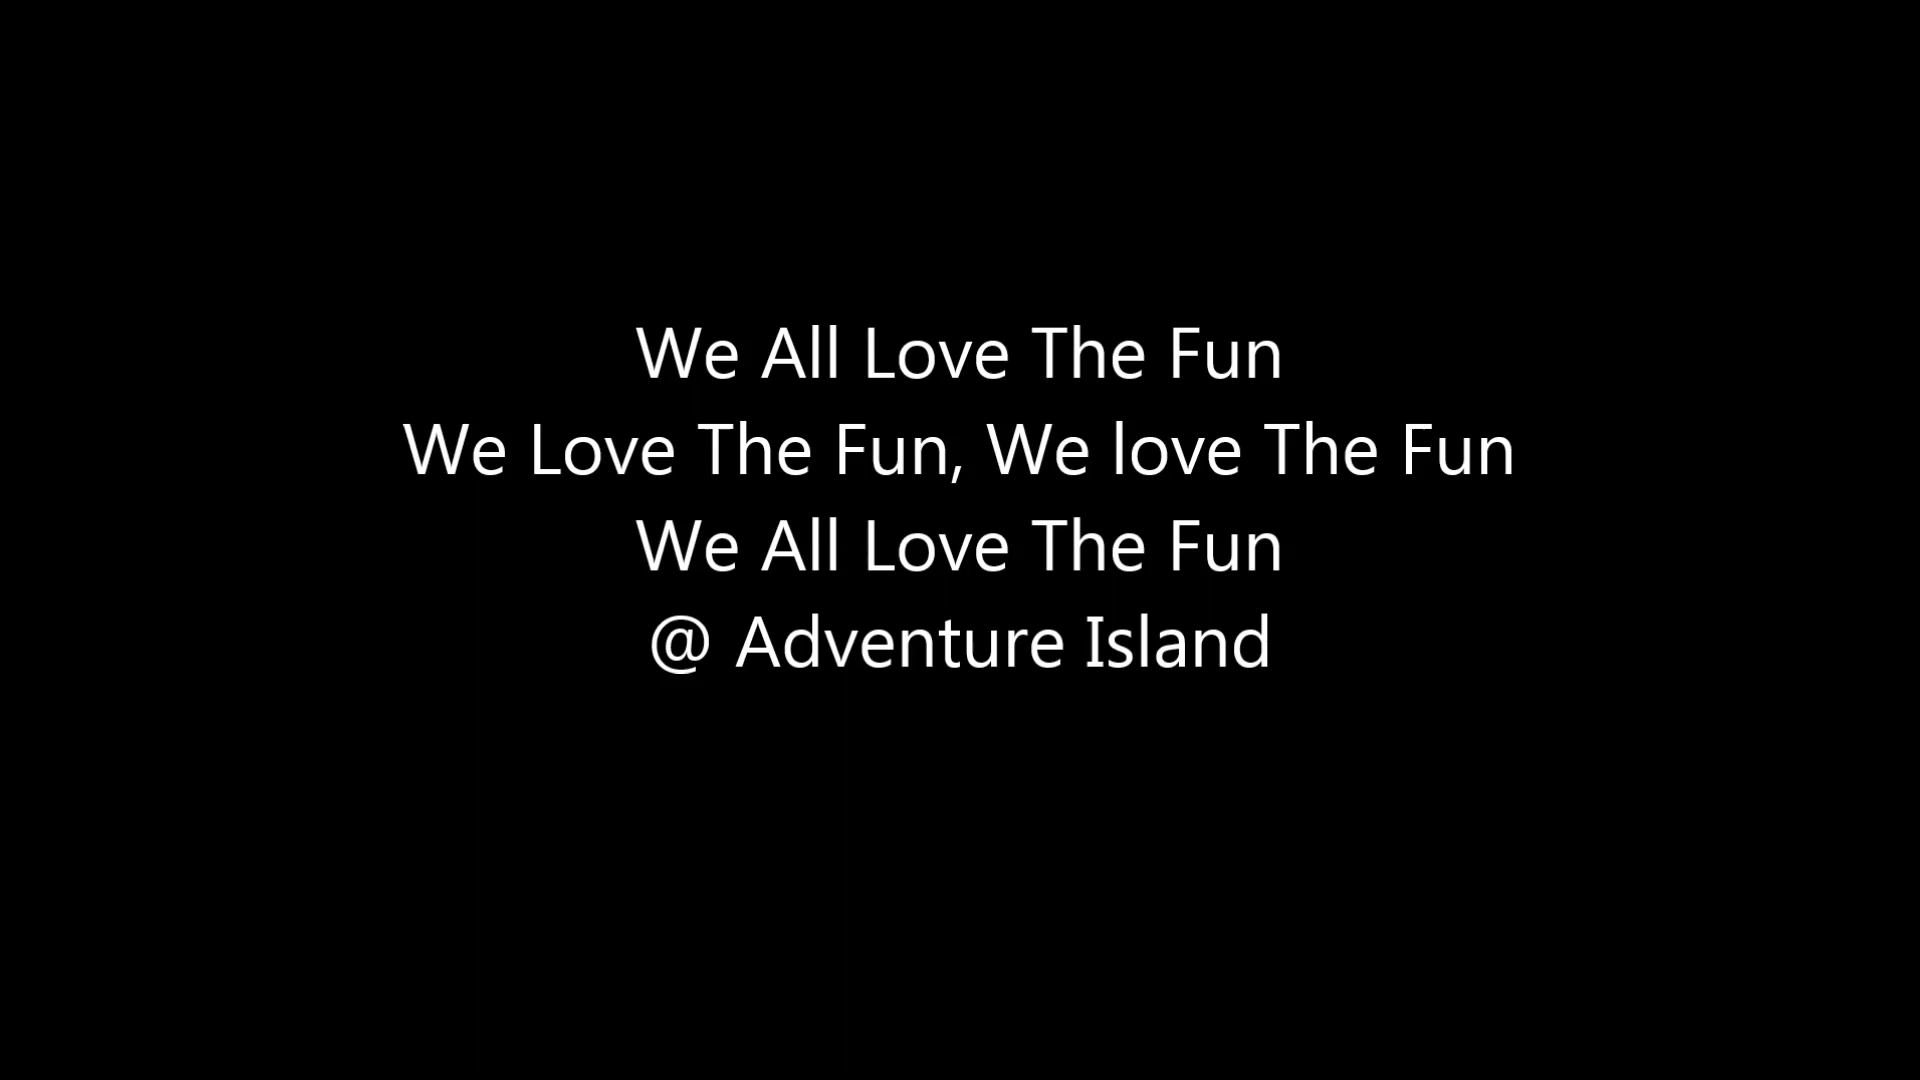 We All Love The Fun
We Love The Fun, We love The Fun
We All Love The Fun
@ Adventure Island